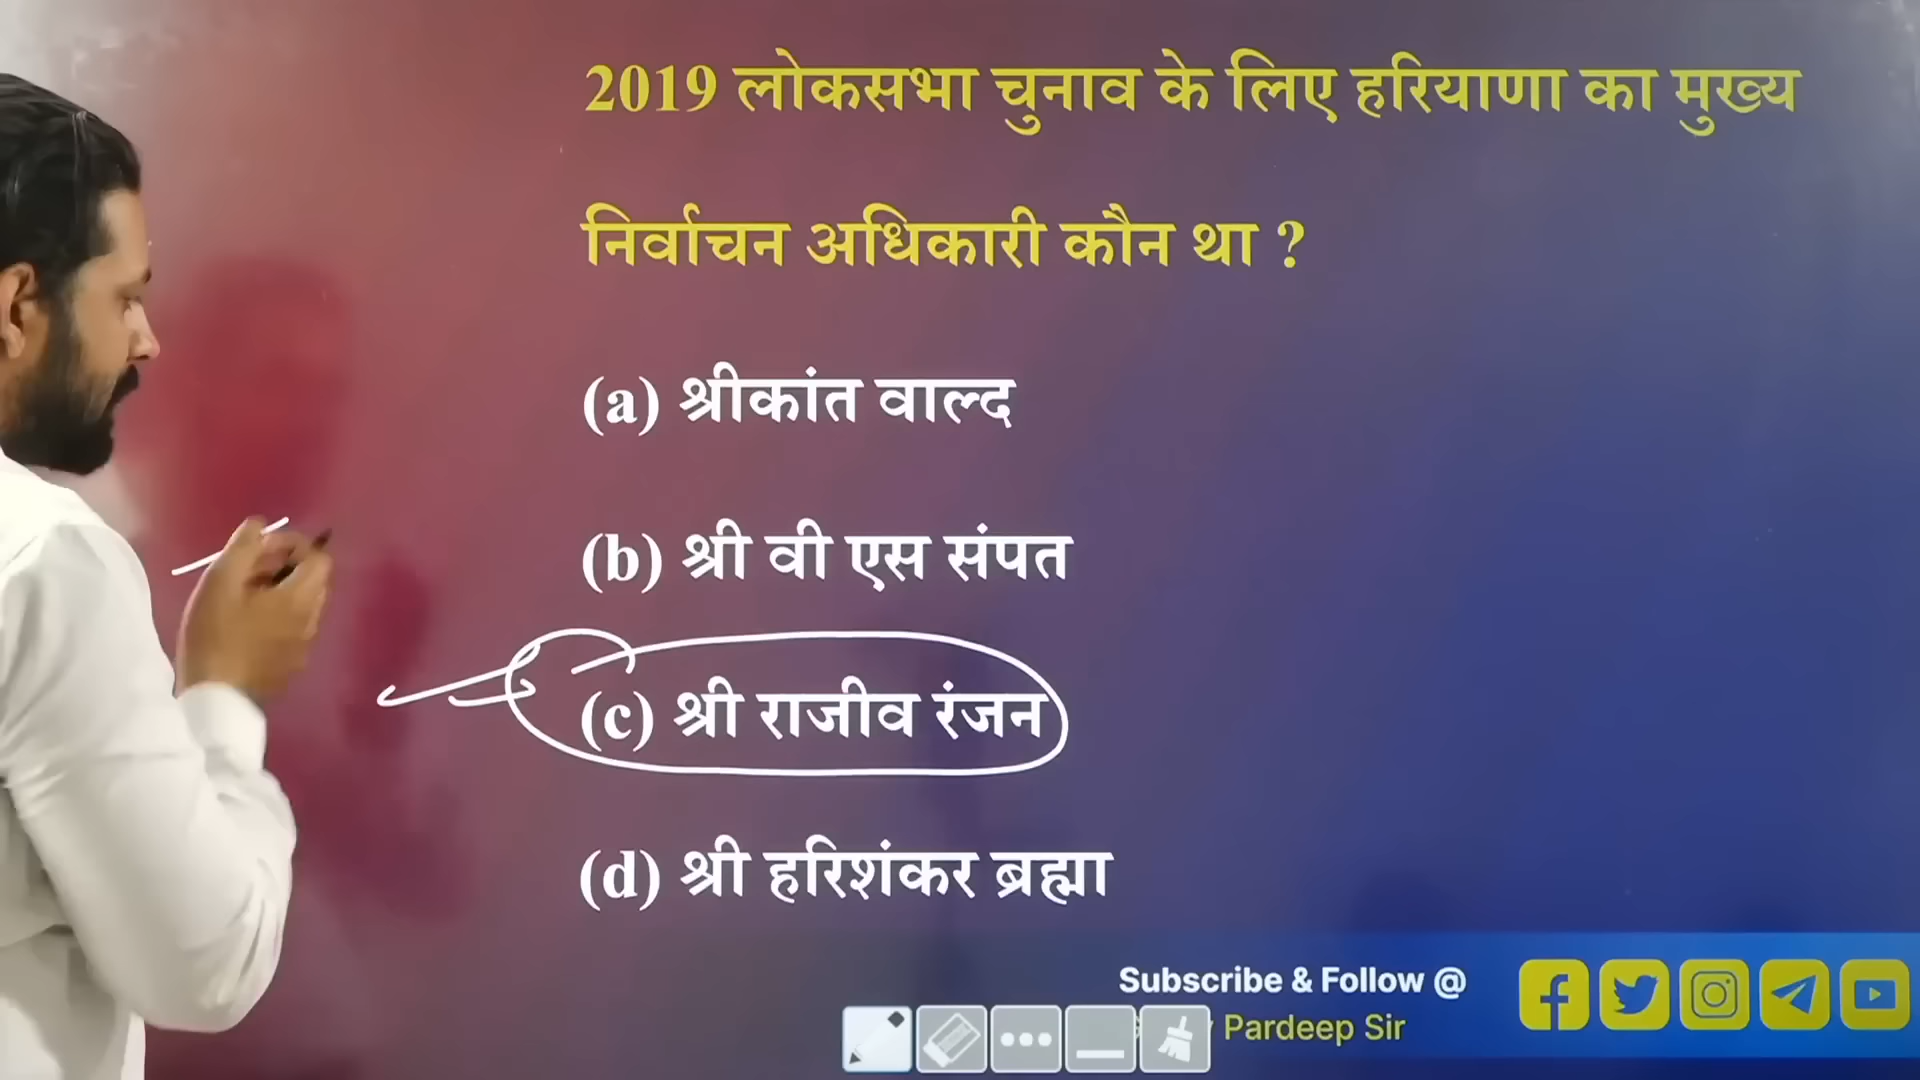 2019 लोकसभा चुनाव के लिए हरियाणा का मुख्य
निर्वाचन अधिकारी कौन था ?
(a) श्रीकांत वाल्द
(b) श्री वी एस संपत
(c) श्री राजीव रंजन
(d) श्री हरिशंकर ब्रह्मा
Subscribe & Follow @
Pardeep Sir